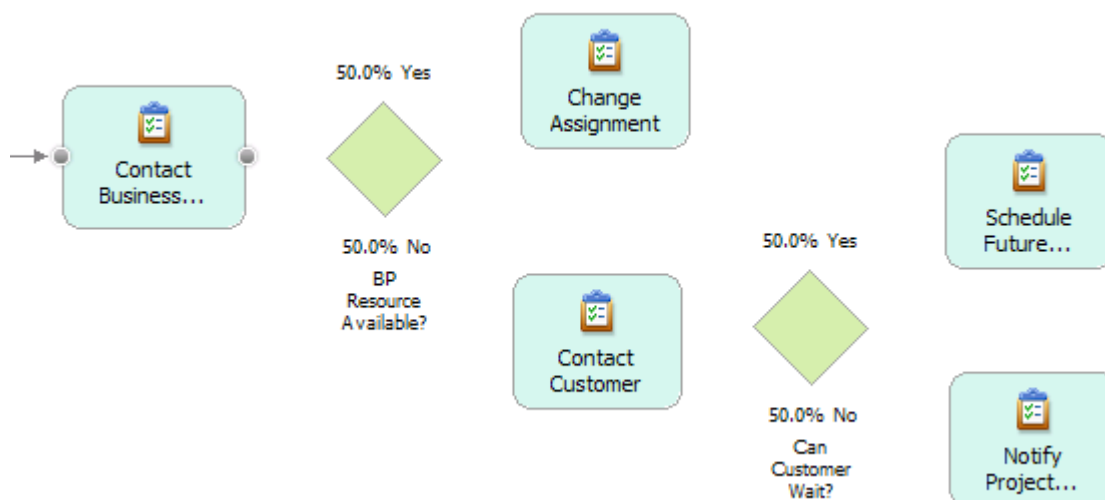 Contact
Business...
50.0% Yes
50.0% No
BP
Resource
Available?
Change
Assignment
Contact
Customer
50.0% Yes
50.0% No
Can
Customer
Wait?
Schedule
Future...
Notify
Project...